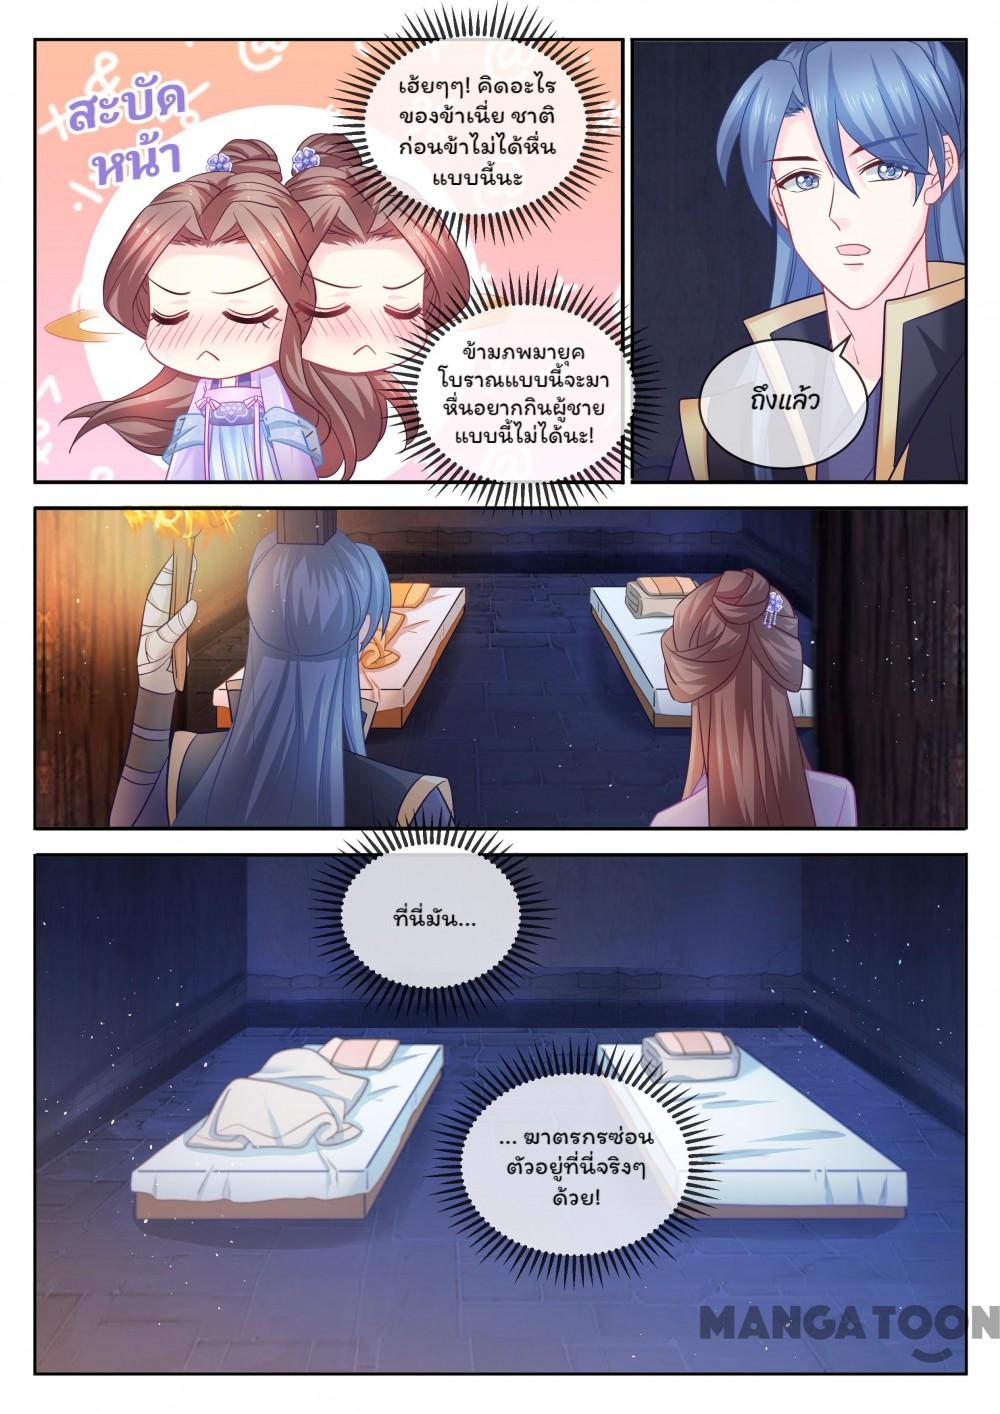 สะบัด
หน้า
เฮ้ยๆๆ! คิดอะไร
ของข้าเนี่ย ชาติ
ก่อนข้าไม่ได้หื่น
แบบนี้นะ
ข้ามภพมายุค
โบราณแบบนี้จะมา
หื่นอยากกินผู้ชาย
แบบนี้ไม่ได้นะ!
ถึงแล้ว
ที่นี่มัน...
... ฆาตรกรซ่อน
ตัวอยู่ที่นี่จริงๆ
ด้วย!
MANGATOON